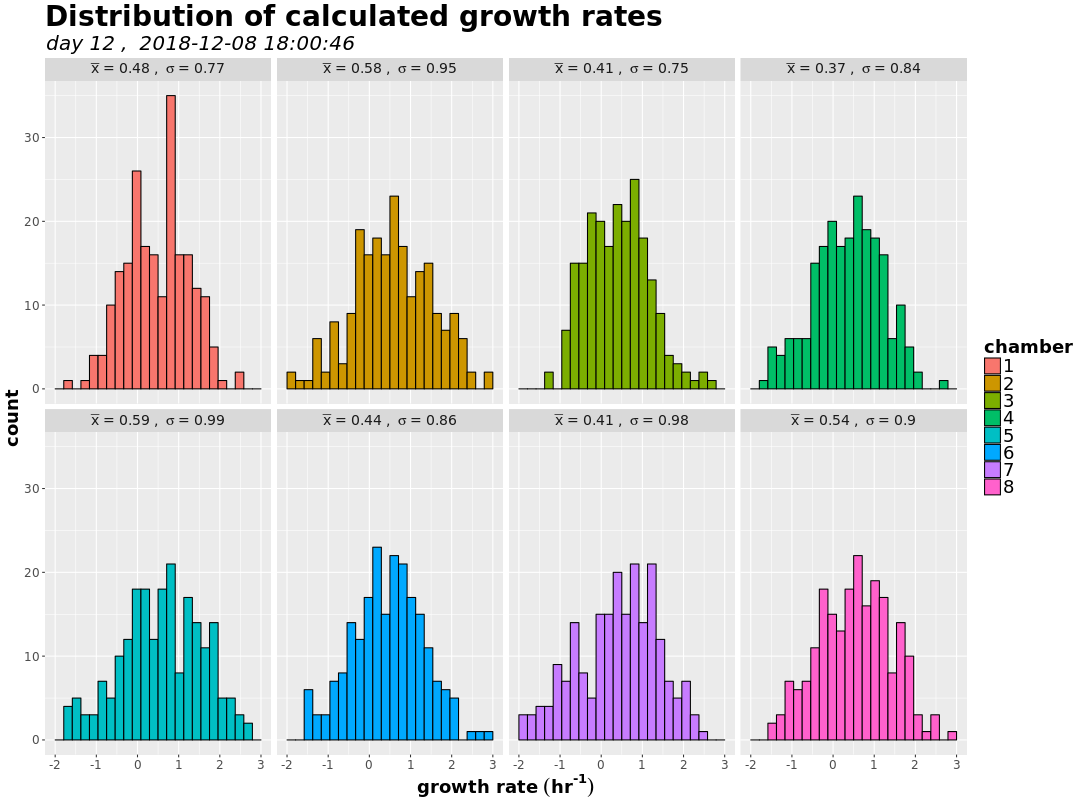 Distribution of calculated growth rates
day 12 ,  2018-12-08 18:00:46
x̅ = 0.48 ,  σ = 0.77
x̅ = 0.58 ,  σ = 0.95
x̅ = 0.41 ,  σ = 0.75
x̅ = 0.37 ,  σ = 0.84
30
20
10
0
x̅ = 0.59 ,  σ = 0.99
x̅ = 0.44 ,  σ = 0.86
x̅ = 0.41 ,  σ = 0.98
x̅ = 0.54 ,  σ = 0.9
30
20
10
0
-2 -1 0 1 2 3
-2 -1 0 1 2 3
-2 -1 0 1 2 3
-2 -1 0 1 2 3
count
growth rate (hr⁻¹)
chamber
1
2
3
4
5
6
7
8